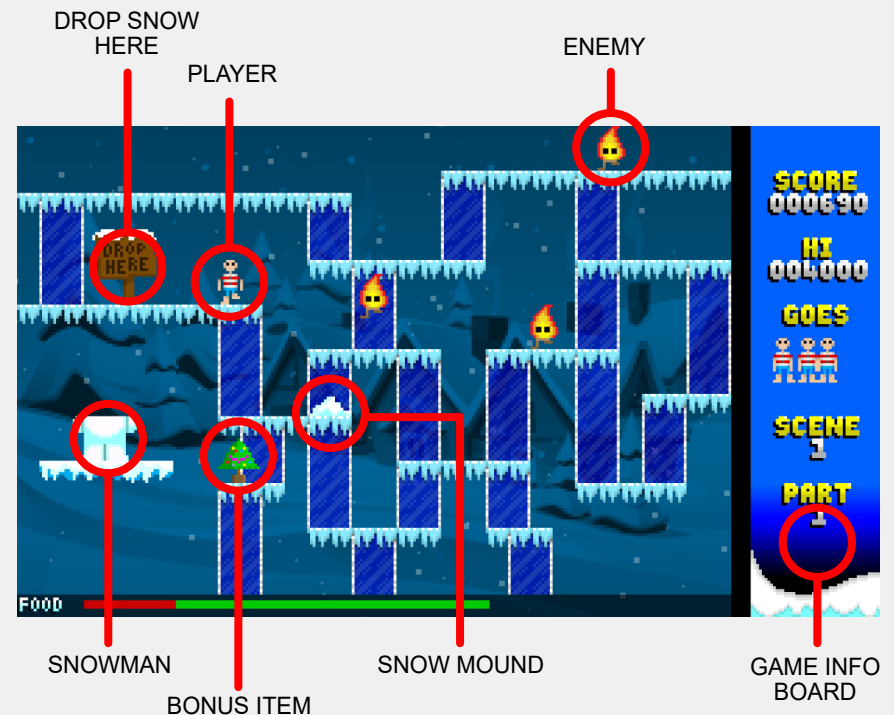 DROP SNOW
HERE
PLAYER
ENEMY
DROP
HERE
SCORE
000690
HI
004000
GOES
SCENE
1
PART
1
FOOD
SNOWMAN
BONUS ITEM
SNOW MOUND
GAME INFO
BOARD